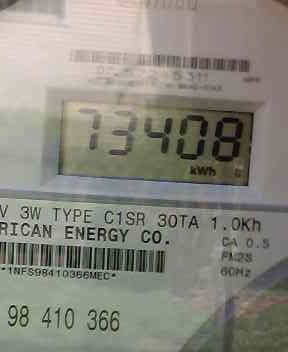 73408
kWh
V 3W TYPE C1SR 30TA 1.0Kh
RICAN ENERGY CO.
CA 0.5
FM2S
60Hz
*1NFS98410366MEC*
98 410 366